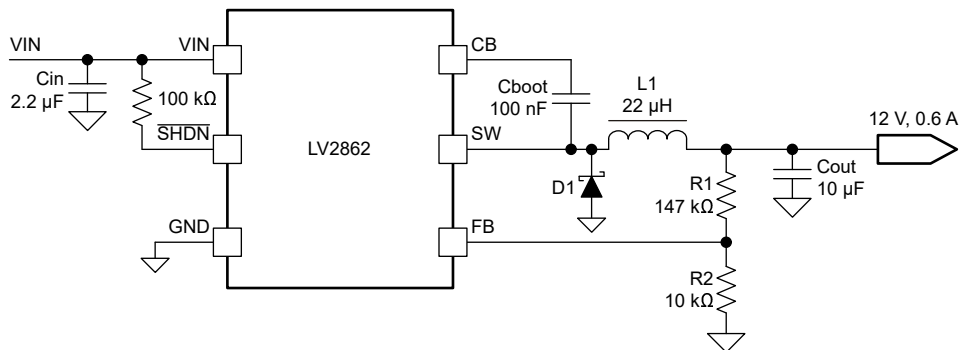 VIN
Cin
2.2 µF
100 kΩ
VIN
SHDN
GND
LV2862
CB
SW
FB
Cboot
100 nF
L1
22 µH
D1
R1
147 kΩ
R2
10 kΩ
Cout
10 µF
12 V, 0.6 A